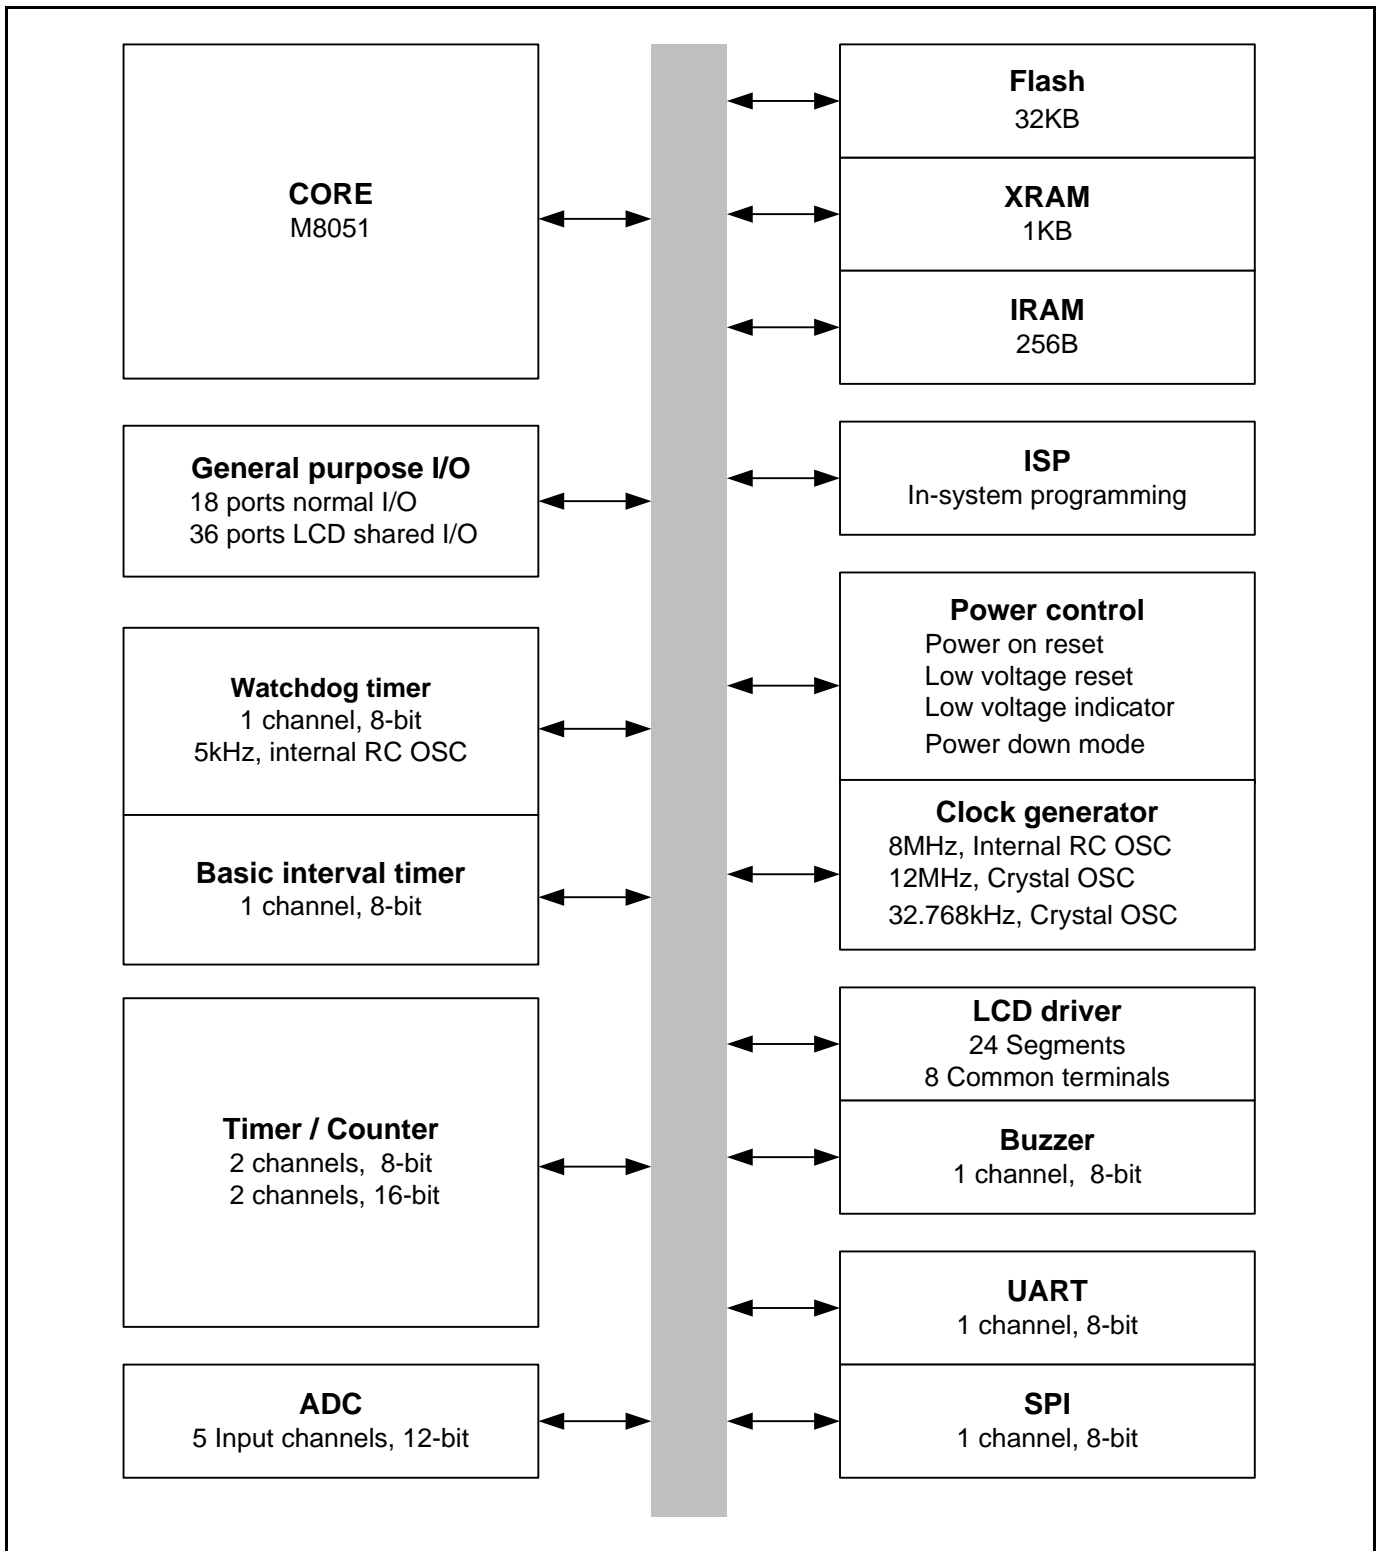 CORE
M8051
General purpose I/O
18 ports normal I/O
36 ports LCD shared I/O
Watchdog timer
1 channel, 8-bit
5kHz, internal RC OSC
Basic interval timer
1 channel, 8-bit
Timer / Counter
2 channels, 8-bit
2 channels, 16-bit
ADC
5 Input channels, 12-bit
Flash
32KB
XRAM
1KB
IRAM
256B
ISP
In-system programming
Power control
Power on reset
Low voltage reset
Low voltage indicator
Power down mode
Clock generator
8MHz, Internal RC OSC
12MHz, Crystal OSC
32.768kHz, Crystal OSC
LCD driver
24 Segments
8 Common terminals
Buzzer
1 channel, 8-bit
UART
1 channel, 8-bit
SPI
1 channel, 8-bit